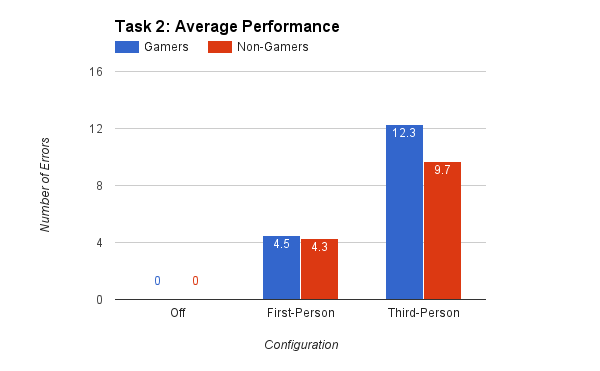 Task 2: Average Performance
Gamers Non-Gamers
16
12
8
4
0
Number of Errors
0 0
4.5 4.3
12.3 9.7
Off First-Person Third-Person
Configuration